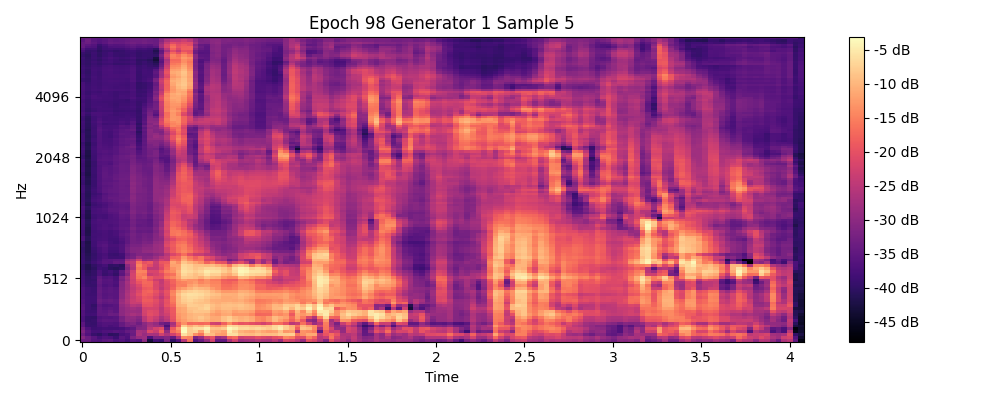 Epoch 98 Generator 1 Sample 5
Hz
4096
2048
1024
512
0
0 0.5 1 1.5 2 2.5 3 3.5 4
Time
-5 dB
-10 dB
-15 dB
-20 dB
-25 dB
-30 dB
-35 dB
-40 dB
-45 dB